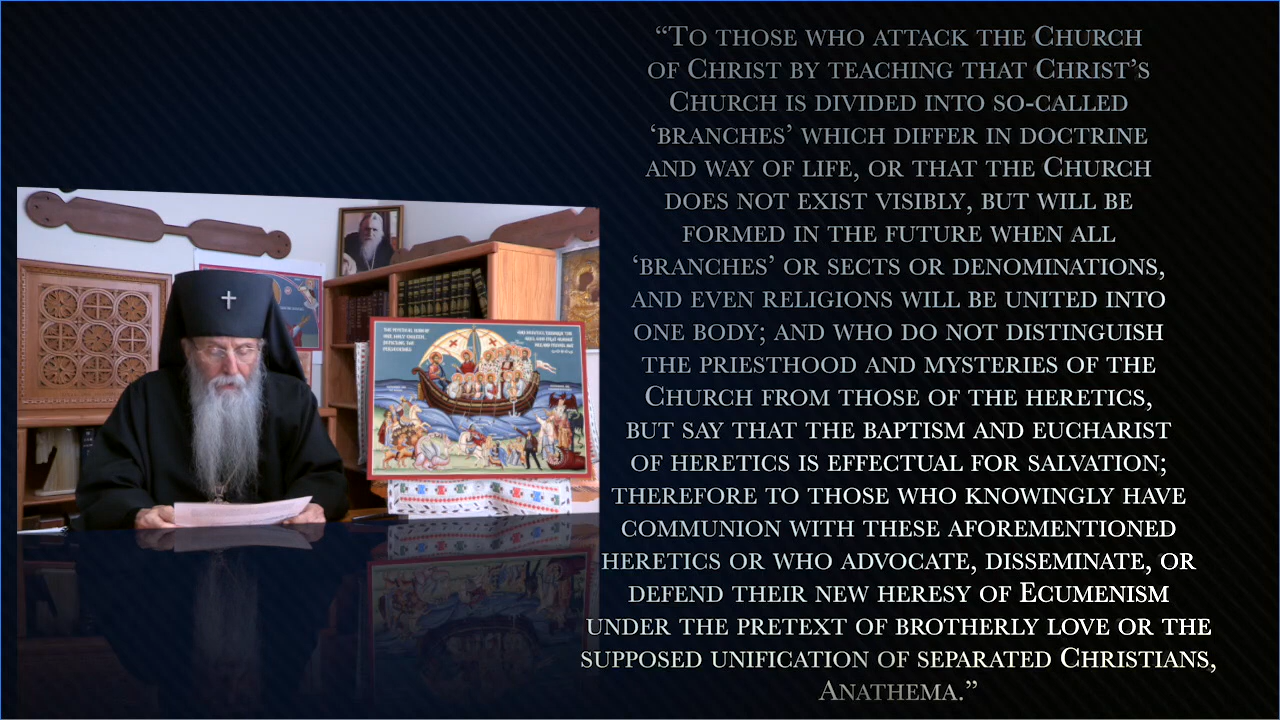 “To those who attack the Church
of Christ by teaching that Christ’s
Church is divided into so-called
‘branches’ which differ in doctrine
and way of life, or that the Church
does not exist visibly, but will be
formed in the future when all
‘branches’ or sects or denominations,
and even religions will be united into
one body; and who do not distinguish
the priesthood and mysteries of the
Church from those of the heretics,
but say that the baptism and eucharist
of heretics is effectual for salvation;
therefore to those who knowingly have
communion with these aforementioned
heretics or who advocate, disseminate, or
defend their new heresy of Ecumenism
under the pretext of brotherly love or the
supposed unification of separated Christians,
Anathema.”